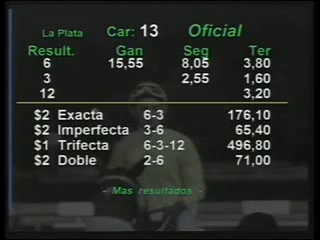 La Plata Car: 13 Oficial
Result. Gan Seg Ter
6 15,55 8,05 3,80
3 2,55 1,60
12 3,20
$2 Exacta 6-3 176,10
$2 Imperfecta 3-6 65,40
$1 Trifecta 6-3-12 496,80
$2 Doble 2-6 71,00
- Mas resultados -